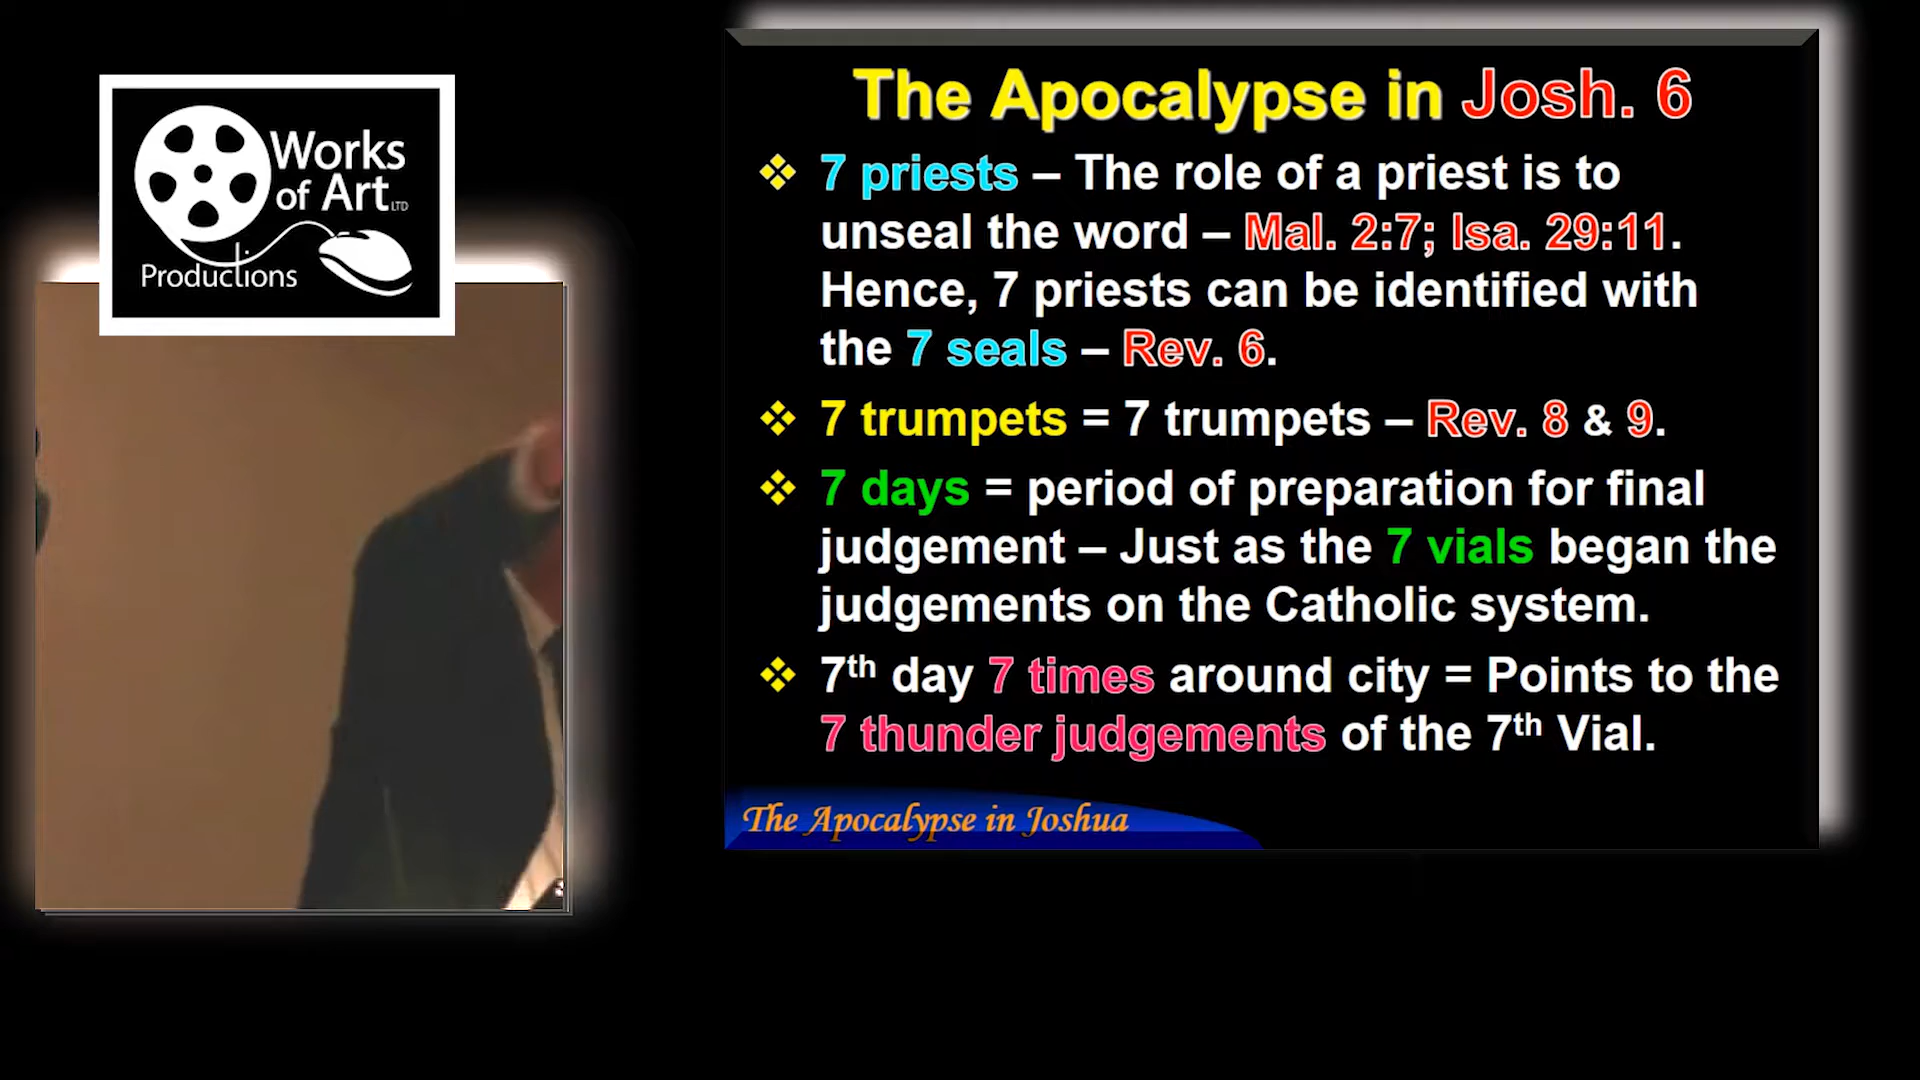 Works
of Art LTD
Productions
The Apocalypse in Josh. 6
❖ 7 priests – The role of a priest is to
unseal the word – Mal. 2:7; Isa. 29:11.
Hence, 7 priests can be identified with
the 7 seals – Rev. 6.
❖ 7 trumpets = 7 trumpets – Rev. 8 & 9.
❖ 7 days = period of preparation for final
judgement – Just as the 7 vials began the
judgements on the Catholic system.
❖ 7th day 7 times around city = Points to the
7 thunder judgements of the 7th Vial.
The Apocalypse in Joshua